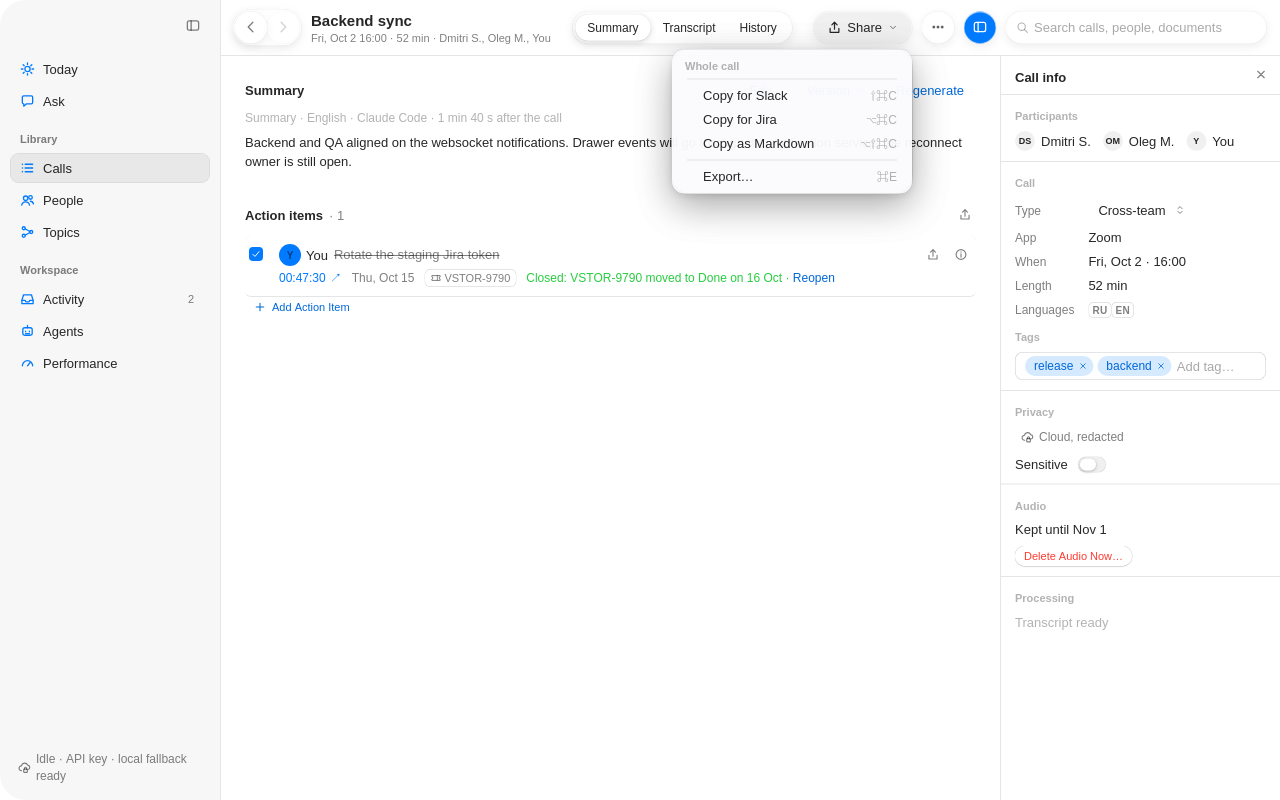 Today
Ask
Library
Calls
People
Topics
Workspace
Activity 2
Agents
Performance
Idle · API key · local fallback
ready
Backend sync
Fri, Oct 2 16:00 · 52 min · Dmitri S., Oleg M., You
Summary Transcript History
Share
Search calls, people, documents
Whole call
Copy for Slack ⇧⌘C
Copy for Jira ⌥⌘C
Copy as Markdown ⌥⇧⌘C
Export… ⌘E
Summary
Summary · English · Claude Code · 1 min 40 s after the call
Backend and QA aligned on the websocket notifications. Drawer events will go reconnect
owner is still open.
Action items · 1
You Rotate the staging Jira token
00:47:30 Thu, Oct 15 VSTOR-9790 Closed: VSTOR-9790 moved to Done on 16 Oct · Reopen
Add Action Item
Call info
Participants
DS Dmitri S. OM Oleg M. Y You
Call
Type Cross-team
App Zoom
When Fri, Oct 2 · 16:00
Length 52 min
Languages RU EN
Tags
release backend Add tag…
Privacy
Cloud, redacted
Sensitive
Audio
Kept until Nov 1
Delete Audio Now…
Processing
Transcript ready